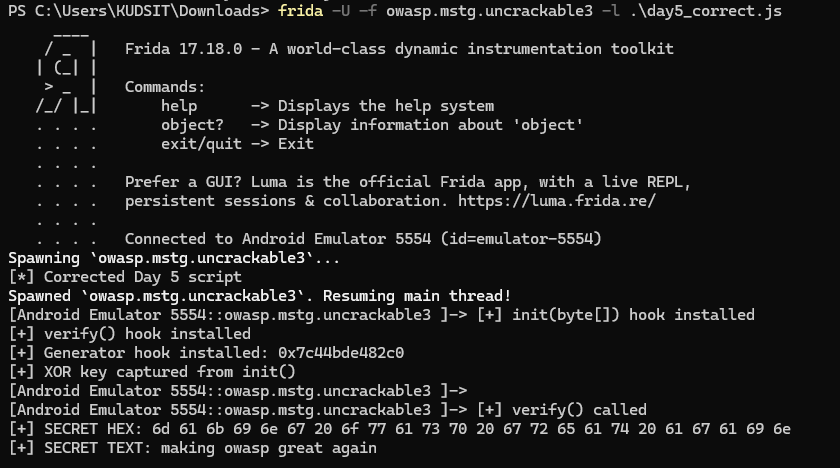 PS C:\Users\KUDSIT\Downloads> frida -U -f owasp.mstg.uncrackable3 -l .\day5_correct.js
     ____
    / _  |   Frida 17.18.0 - A world-class dynamic instrumentation toolkit
   | (_| |
    > _  |   Commands:
   /_/ |_|       help      -> Displays the help system
   . . . .       object?   -> Display information about 'object'
   . . . .       exit/quit -> Exit
   . . . .
   . . . .   Prefer a GUI? Luma is the official Frida app, with a live REPL,
   . . . .   persistent sessions & collaboration. https://luma.frida.re/
   . . . .
   . . . .   Connected to Android Emulator 5554 (id=emulator-5554)
Spawning `owasp.mstg.uncrackable3`...
[*] Corrected Day 5 script
Spawned `owasp.mstg.uncrackable3`. Resuming main thread!
[Android Emulator 5554::owasp.mstg.uncrackable3 ]-> [+] init(byte[]) hook installed
[+] verify() hook installed
[+] Generator hook installed: 0x7c44bde482c0
[+] XOR key captured from init()
[Android Emulator 5554::owasp.mstg.uncrackable3 ]->
[Android Emulator 5554::owasp.mstg.uncrackable3 ]-> [+] verify() called
[+] SECRET HEX: 6d 61 6b 69 6e 67 20 6f 77 61 73 70 20 67 72 65 61 74 20 61 67 61 69 6e
[+] SECRET TEXT: making owasp great again